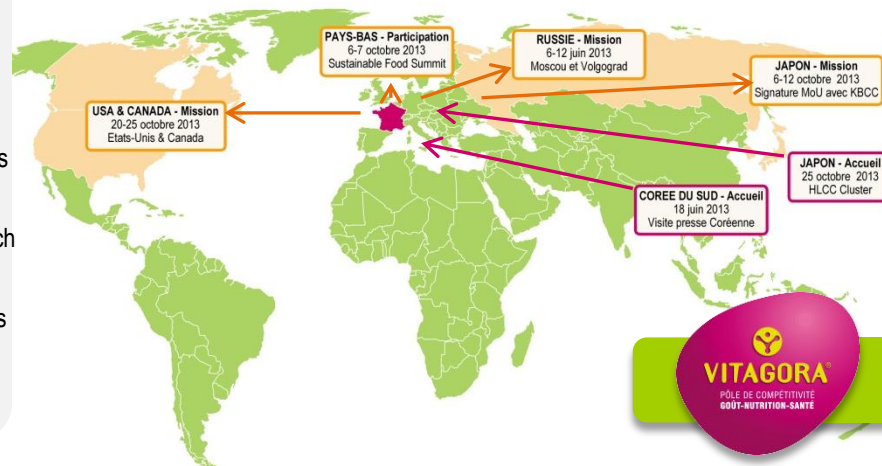 PAYS-BAS - Participation
6-7 octobre 2013
Sustainable Food Summit
RUSSIE - Mission
6-12 juin 2013
Moscou et Volgograd
JAPON - Mission
6-12 octobre 2013
Signature MoU avec KBCC
USA & CANADA - Mission
20-25 octobre 2013
Etats-Unis & Canada
s
ch
s
JAPON - Accueil
25 octobre 2013
HLCC Cluster
COREE DU SUD - Accueil
18 juin 2013
Visite presse Corèenne
VITAGORA®
PÔLE DE COMPÉTITIVITÉ
GOÛT-NUTRITION-SANTÉ